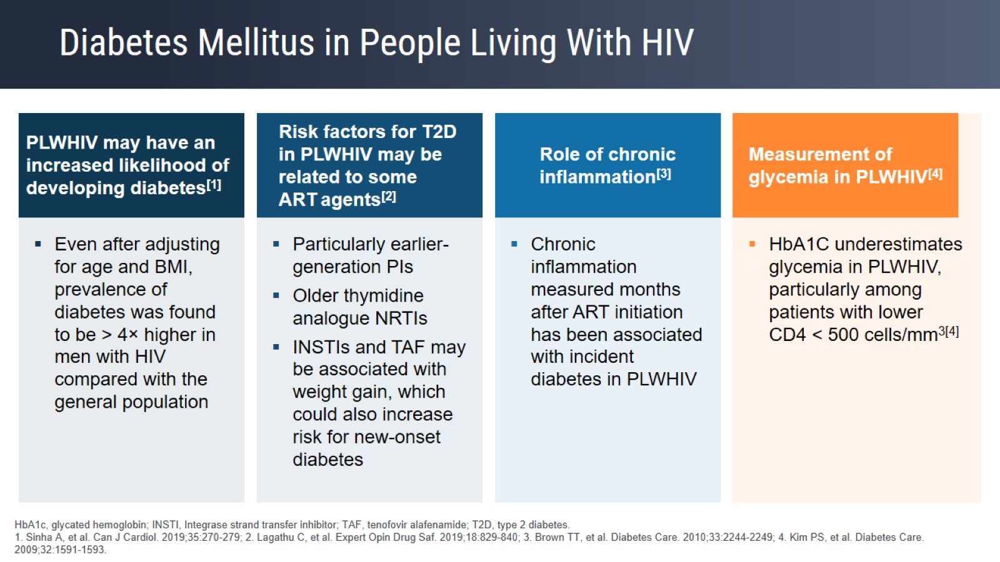 Diabetes Mellitus in People Living With HIV
PLWHIV may have an
increased likelihood of
developing diabetes[1]
▪ Even after adjusting
for age and BMI,
prevalence of
diabetes was found
to be > 4× higher in
men with HIV
compared with the
general population
Risk factors for T2D
in PLWHIV may be
related to some
ART agents[2]
▪ Particularly earlier-
generation PIs
▪ Older thymidine
analogue NRTIs
▪ INSTIs and TAF may
be associated with
weight gain, which
could also increase
risk for new-onset
diabetes
Role of chronic
inflammation[3]
▪ Chronic
inflammation
measured months
after ART initiation
has been associated
with incident
diabetes in PLWHIV
Measurement of
glycemia in PLWHIV[4]
▪ HbA1C underestimates
glycemia in PLWHIV,
particularly among
patients with lower
CD4 < 500 cells/mm3[4]
HbA1c, glycated hemoglobin; INSTI, Integrase strand transfer inhibitor; TAF, tenofovir alafenamide; T2D, type 2 diabetes.
1. Sinha A, et al. Can J Cardiol. 2019;35:270-279; 2. Lagathu C, et al. Expert Opin Drug Saf. 2019;18:829-840; 3. Brown TT, et al. Diabetes Care. 2010;33:2244-2249; 4. Kim PS, et al. Diabetes Care.
2009;32:1591-1593.